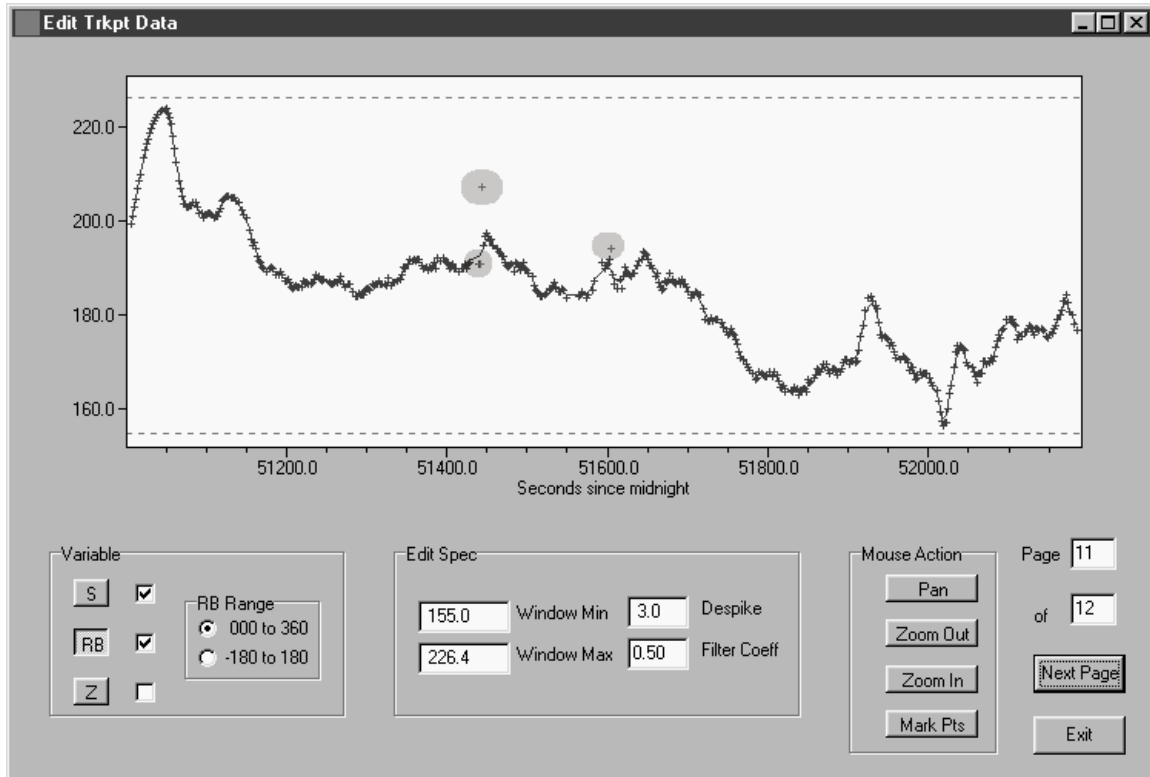 Edit Trkpt Data
220.0
200.0
180.0
160.0
51200.0 51400.0 51600.0 51800.0 52000.0
Seconds since midnight
Variable
S
RB
Z
RB Range
000 to 360
-180 to 180
Edit Spec
155.0 Window Min 3.0 Despike
226.4 Window Max 0.50 Filter Coeff
Mouse Action
Pan
Zoom Out
Zoom In
Mark Pts
Page 11
of 12
Next Page
Exit